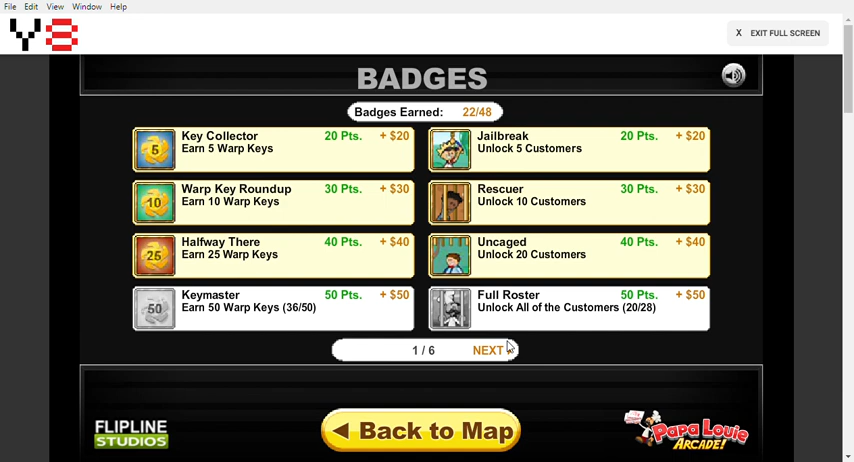 File Edit View Window Help
Y8
X EXIT FULL SCREEN
BADGES
Badges Earned: 22/48
5
Key Collector 20 Pts. + $20
Earn 5 Warp Keys
Jailbreak 20 Pts. + $20
Unlock 5 Customers
10
Warp Key Roundup 30 Pts. + $30
Earn 10 Warp Keys
Rescuer 30 Pts. + $30
Unlock 10 Customers
25
Halfway There 40 Pts. + $40
Earn 25 Warp Keys
Uncaged 40 Pts. + $40
Unlock 20 Customers
50
Keymaster 50 Pts. + $50
Earn 50 Warp Keys (36/50)
Full Roster 50 Pts. + $50
Unlock All of the Customers (20/28)
1 / 6 NEXT
FLIPLINE
STUDIOS
Back to Map
Papa Louie
ARCADE!